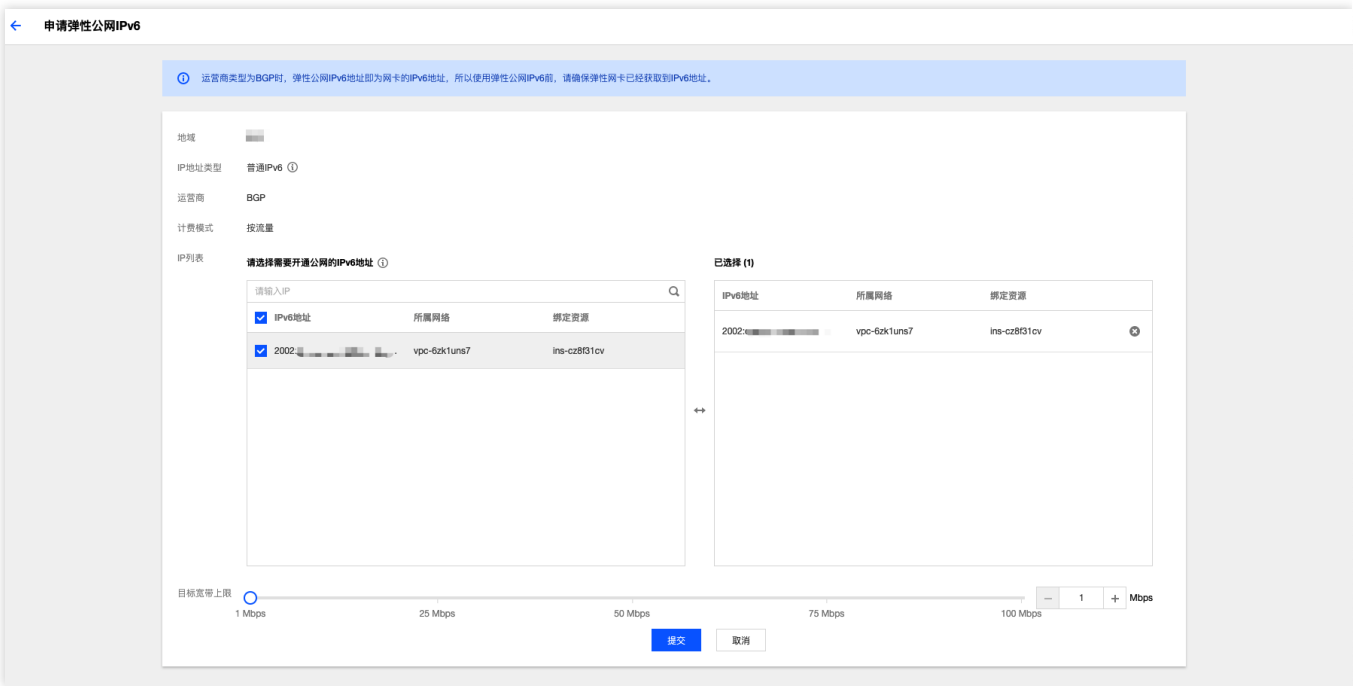 申请弹性公网IPv6
运营商类型为BGP时，弹性公网IPv6地址即为网卡的IPv6地址，所以使用弹性公网IPv6前，请确保弹性网卡已经获取到IPv6地址。
地域
IP地址类型 普通IPv6
运营商 BGP
计费模式 按流量
IP列表 请选择需要开通公网的IPv6地址 已选择 (1)
请输入IP
IPv6地址 所属网络 绑定资源
2002: vpc-6zk1uns7 ins-cz8f31cv
IPv6地址 所属网络 绑定资源
2002: vpc-6zk1uns7 ins-cz8f31cv
目标宽带上限 1 Mbps
1 Mbps 25 Mbps 50 Mbps 75 Mbps 100 Mbps
提交 取消